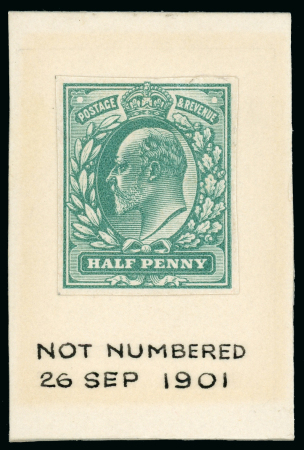 POSTAGE & REVENUE
HALF PENNY
NOT NUMBERED
26 SEP 1901